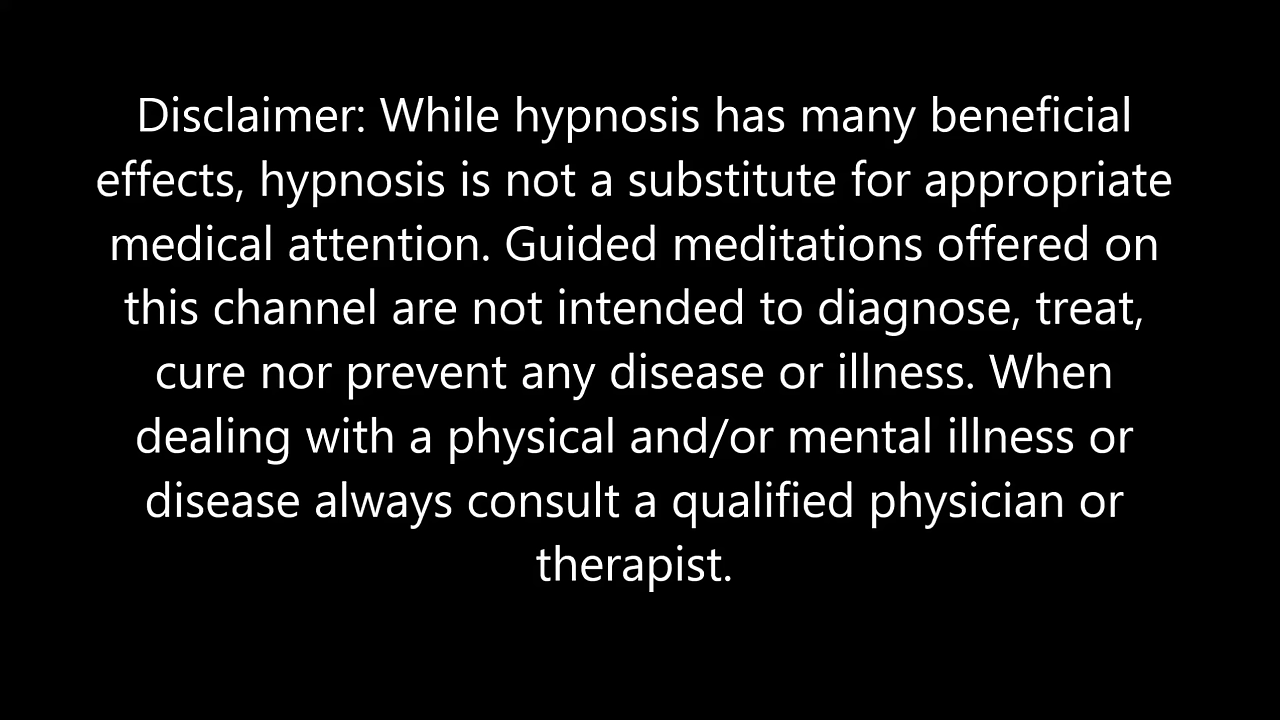 Disclaimer: While hypnosis has many beneficial
effects, hypnosis is not a substitute for appropriate
medical attention. Guided meditations offered on
this channel are not intended to diagnose, treat,
cure nor prevent any disease or illness. When
dealing with a physical and/or mental illness or
disease always consult a qualified physician or
therapist.